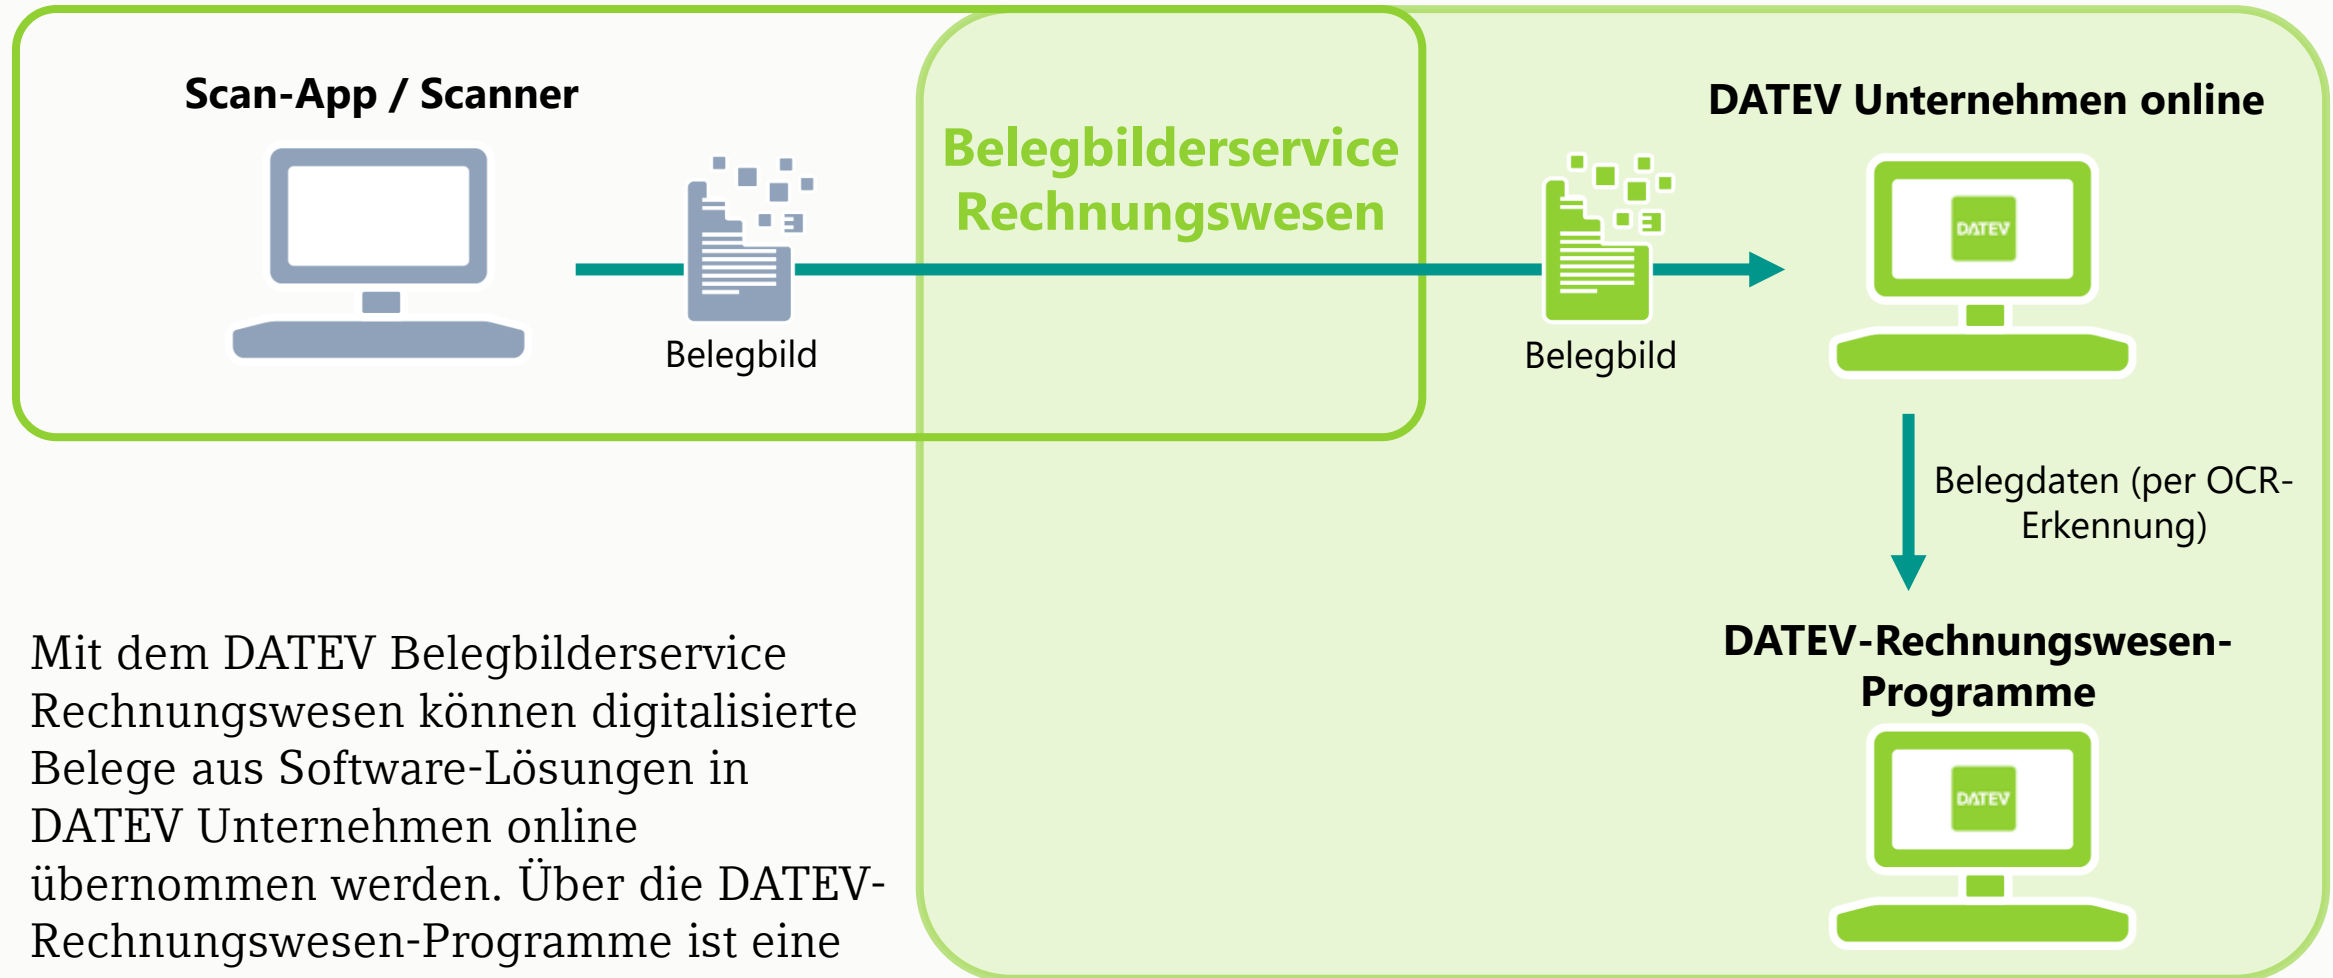 Scan-App / Scanner
Belegbild
Belegbilderservice
Rechnungswesen
Belegbild
DATEV Unternehmen online
DATEV
Belegdaten (per OCR-
Erkennung)
DATEV-Rechnungswesen-
Programme
DATEV
Mit dem DATEV Belegbilderservice
Rechnungswesen können digitalisierte
Belege aus Software-Lösungen in
DATEV Unternehmen online
übernommen werden. Über die DATEV-
Rechnungswesen-Programme ist eine